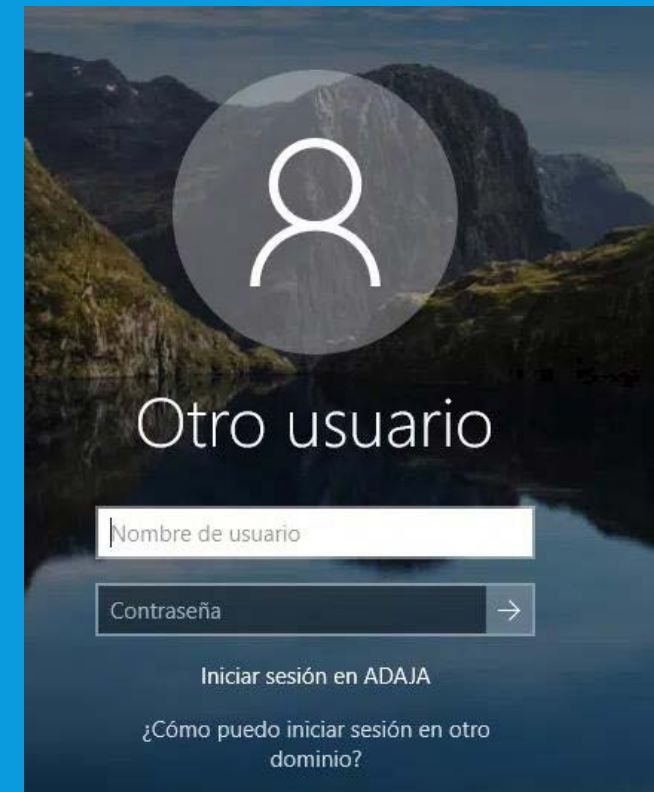 Otro usuario
Nombre de usuario
Contraseña
Iniciar sesión en ADAJA
¿Cómo puedo iniciar sesión en otro
dominio?